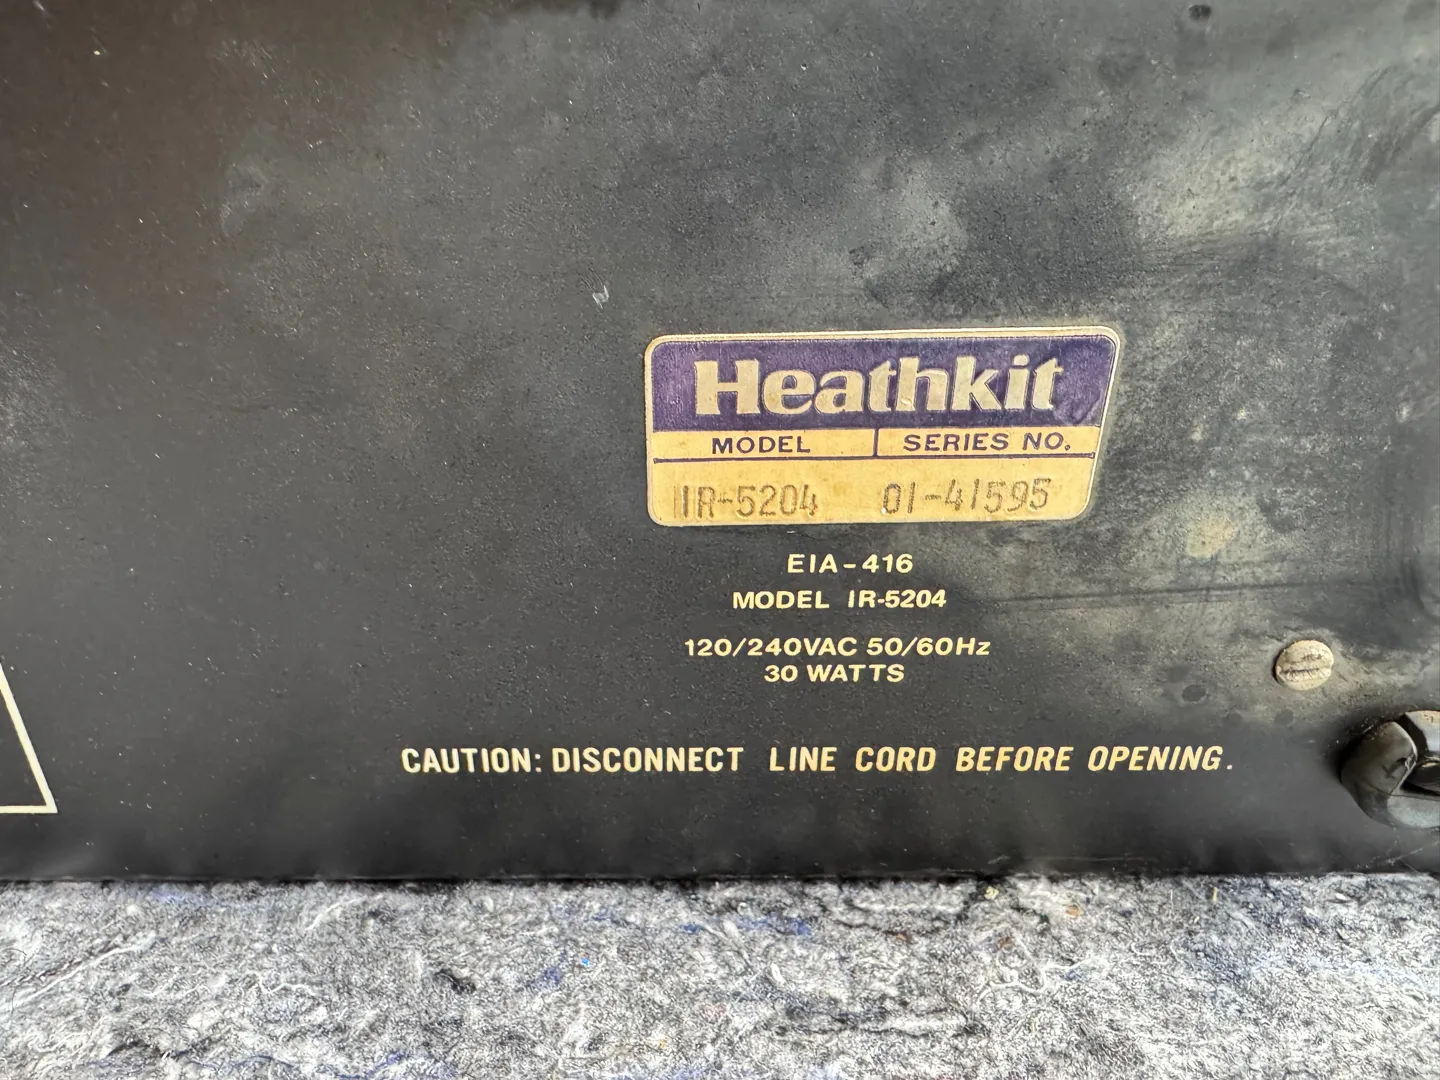 Heathkit
MODEL SERIES NO.
IR-5204 01-41595
EIA-416
MODEL IR-5204
120/240VAC 50/60Hz
30 WATTS
CAUTION: DISCONNECT LINE CORD BEFORE OPENING.